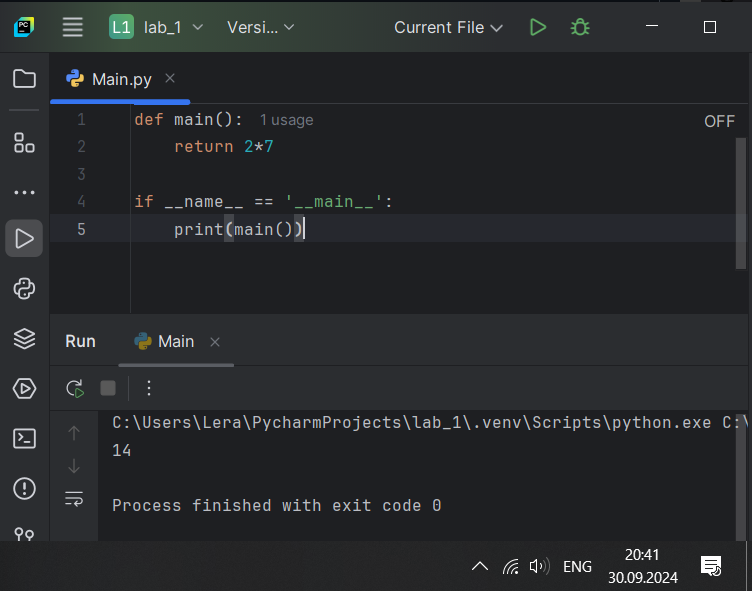 PC
L1 lab_1 Versi... Current File
Main.py
OFF
1 def main(): 1 usage
2 return 2*7
3
4 if __name__ == '__main__':
5 print(main())
Run Main
C:\Users\Lera\PycharmProjects\lab_1\.venv\Scripts\python.exe C:\
14
Process finished with exit code 0
ENG
20:41
30.09.2024